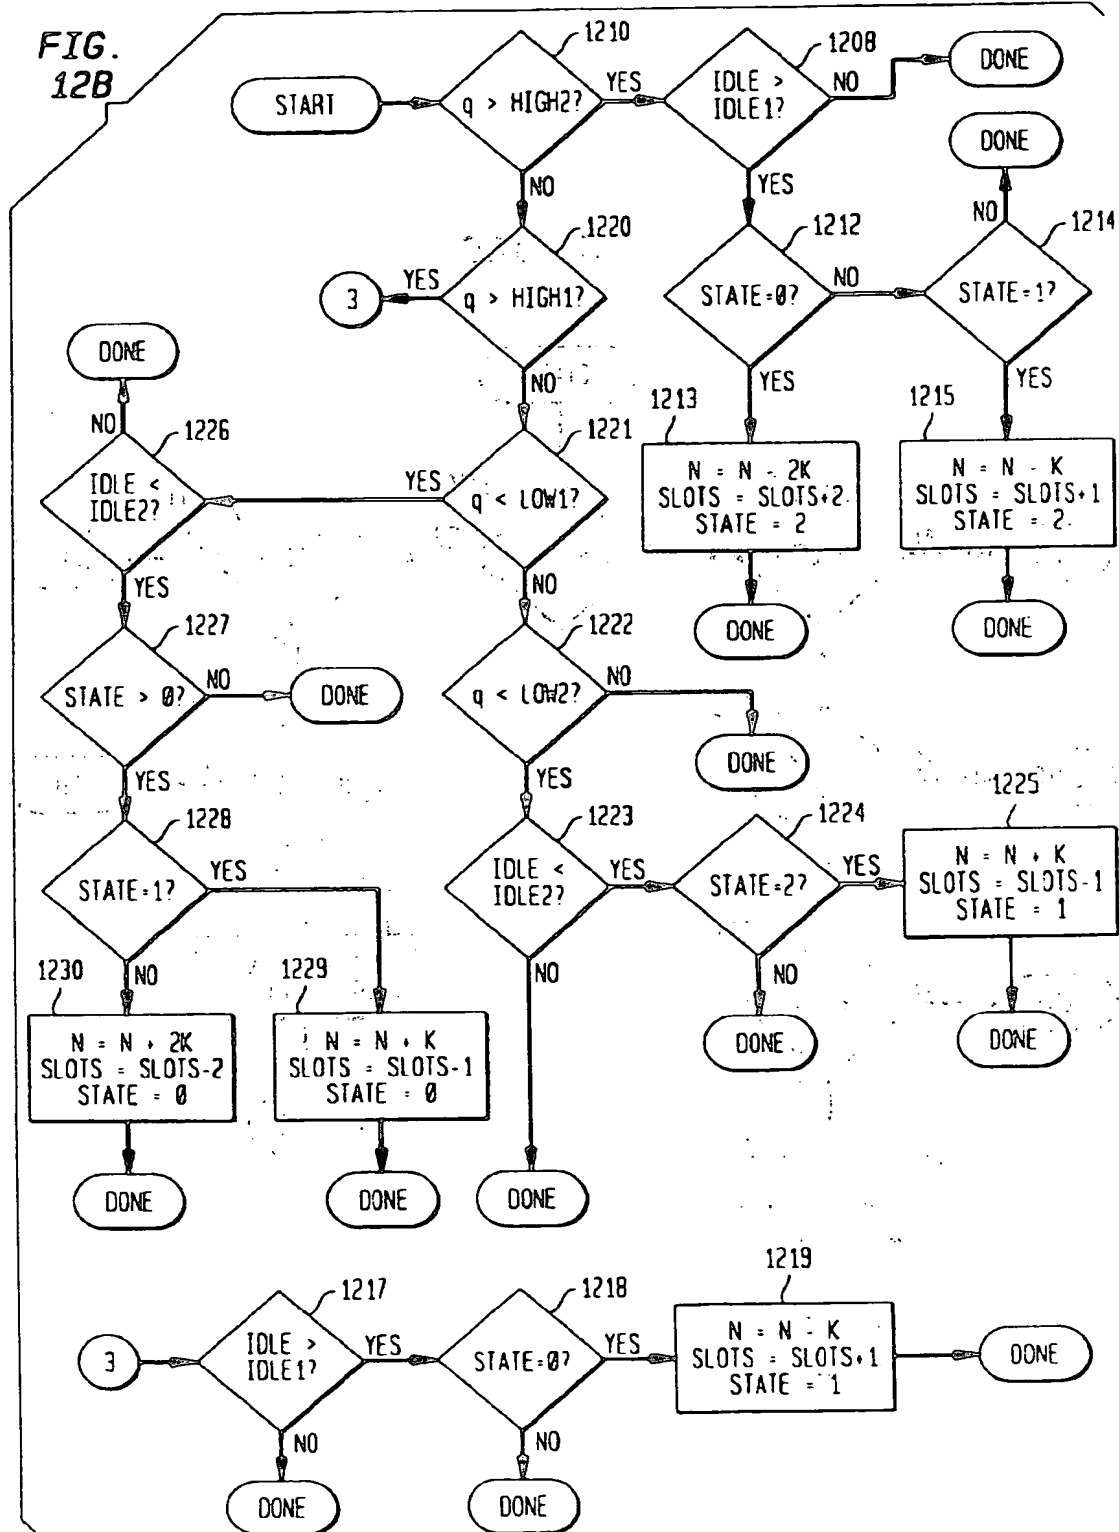 FIG.
12B
1210
1208
START
q > HIGH2?
YES
IDLE >
IDLE1?
NO
DONE
DONE
NO
YES
NO
1220
1212
1214
3
YES
q > HIGH1?
STATE=0?
NO
STATE=1?
DONE
NO
YES
YES
NO
1226
1221
1213
1215
IDLE <
IDLE2?
YES
q < LOW1?
N = N - 2K
SLOTS = SLOTS+2
STATE = 2
N = N - K
SLOTS = SLOTS+1
STATE = 2
YES
NO
1227
1222
DONE
DONE
STATE > 0?
NO
DONE
q < LOW2?
NO
DONE
YES
YES
1228
1223
1224
1225
STATE=1?
YES
IDLE <
IDLE2?
YES
STATE=2?
YES
N = N + K
SLOTS = SLOTS-1
STATE = 1
1230
NO
1229
NO
NO
N = N + 2K
SLOTS = SLOTS-2
STATE = 0
N = N + K
SLOTS = SLOTS-1
STATE = 0
DONE
DONE
DONE
DONE
DONE
1217
1218
1219
3
IDLE >
IDLE1?
YES
STATE=0?
YES
N = N - K
SLOTS = SLOTS+1
STATE = 1
DONE
NO
NO
DONE
DONE